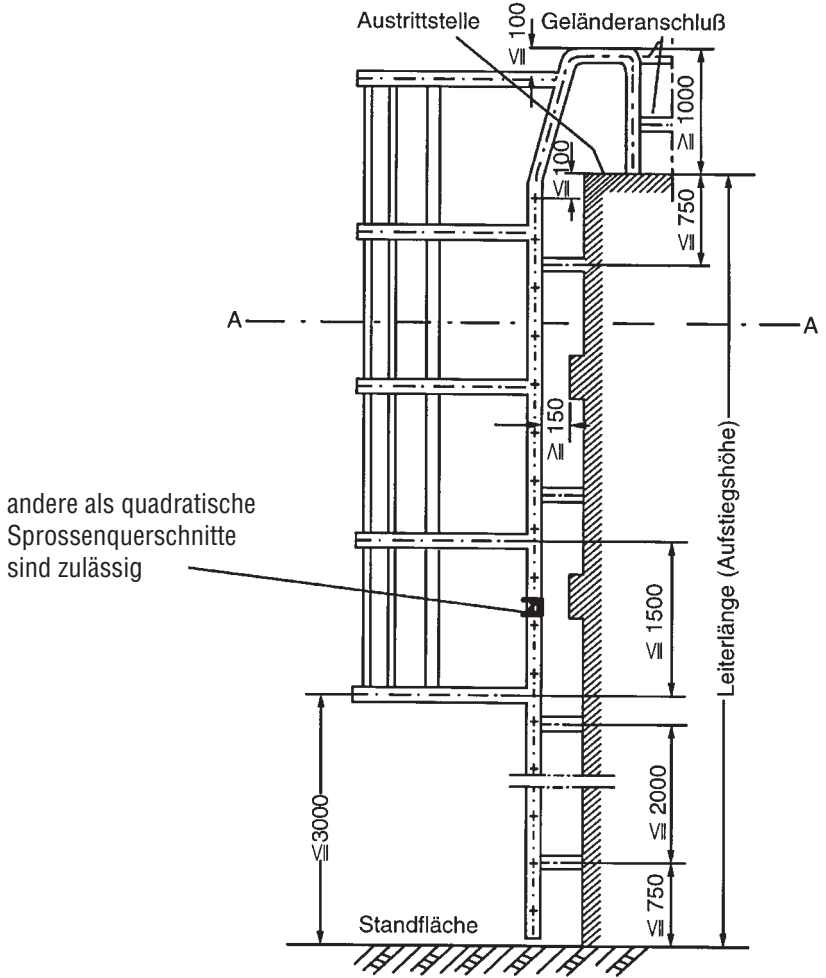 Austrittstelle
Geländeranschluß
≦ 100
≧ 1000
≦ 100
≦ 750
A
A
≧ 150
andere als quadratische
Sprossenquerschnitte
sind zulässig
≦ 1500
Leiterlänge (Aufstiegshöhe)
≦ 2000
≦3000
≦ 750
Standfläche